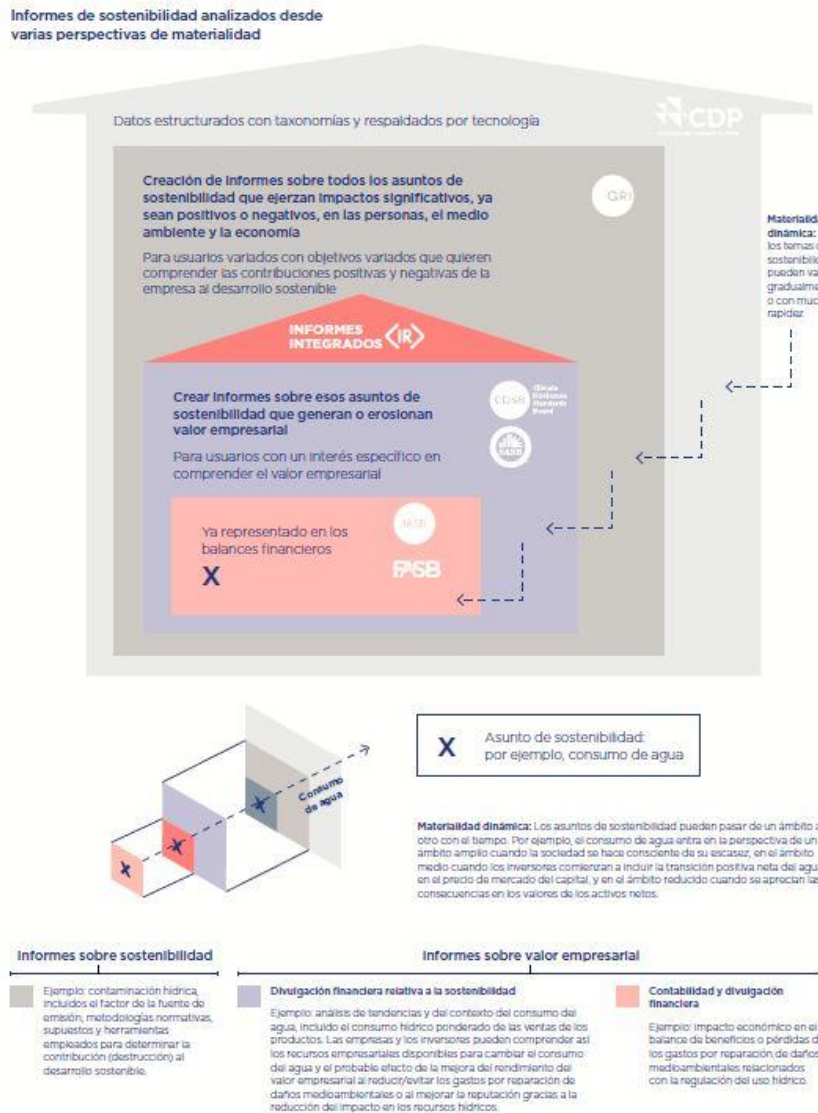 Informes de sostenibilidad analizados desde
varias perspectivas de materialidad
Datos estructurados con taxonomías y respaldados por tecnología
CDP
Creación de informes sobre todos los asuntos de
sostenibilidad que ejerzan impactos significativos, ya
sean positivos o negativos, en las personas, el medio
ambiente y la economía
GRI
Para usuarios variados con objetivos variados que quieren
comprender las contribuciones positivas y negativas de la
empresa al desarrollo sostenible
dinámica:
los temas
pueden
rapidez
INFORMES
INTEGRADOS <IR>
Crear informes sobre esos asuntos de
sostenibilidad que generan o erosionan
valor empresarial
CDSB
Climate
Disclosure
Standards
Board
SASB
Para usuarios con un interés específico en
comprender el valor empresarial
Ya representado en los
balances financieros
X
IASB
FASB
X
X
X
Consumo
de agua
X
Asunto de sostenibilidad:
por ejemplo, consumo de agua
Materialidad dinámica: Los asuntos de sostenibilidad pueden pasar de un ámbito a
otro con el tiempo. Por ejemplo, el consumo de agua entra en la perspectiva de un
ámbito amplio cuando la sociedad se hace consciente de su escasez, en el ámbito
medio cuando los inversores comienzan a incluir la transición positiva neta del agua
en el precio de mercado del capital, y en el ámbito reducido cuando se aprecian las
consecuencias en los valores de los activos netos.
Informes sobre sostenibilidad
Ejemplo: contaminación hídrica,
incluidos el factor de la fuente de
emisión, metodologías normativas,
supuestos y herramientas
empleados para determinar la
contribución (destrucción) al
desarrollo sostenible.
Informes sobre valor empresarial
Divulgación financiera relativa a la sostenibilidad
Ejemplo: análisis de tendencias y del contexto del consumo del
agua, incluido el consumo hídrico ponderado de las ventas de los
productos. Las empresas y los inversores pueden comprender así
los recursos empresariales disponibles para cambiar el consumo
del agua y el probable efecto de la mejora del rendimiento del
valor empresarial al reducir/evitar los gastos por reparación de
daños medioambientales o al mejorar la reputación gracias a la
reducción del impacto en los recursos hídricos.
Contabilidad y divulgación
financiera
Ejemplo: impacto económico en el
balance de beneficios o pérdidas de
los gastos por reparación de daños
medioambientales relacionados
con la regulación del uso hídrico.